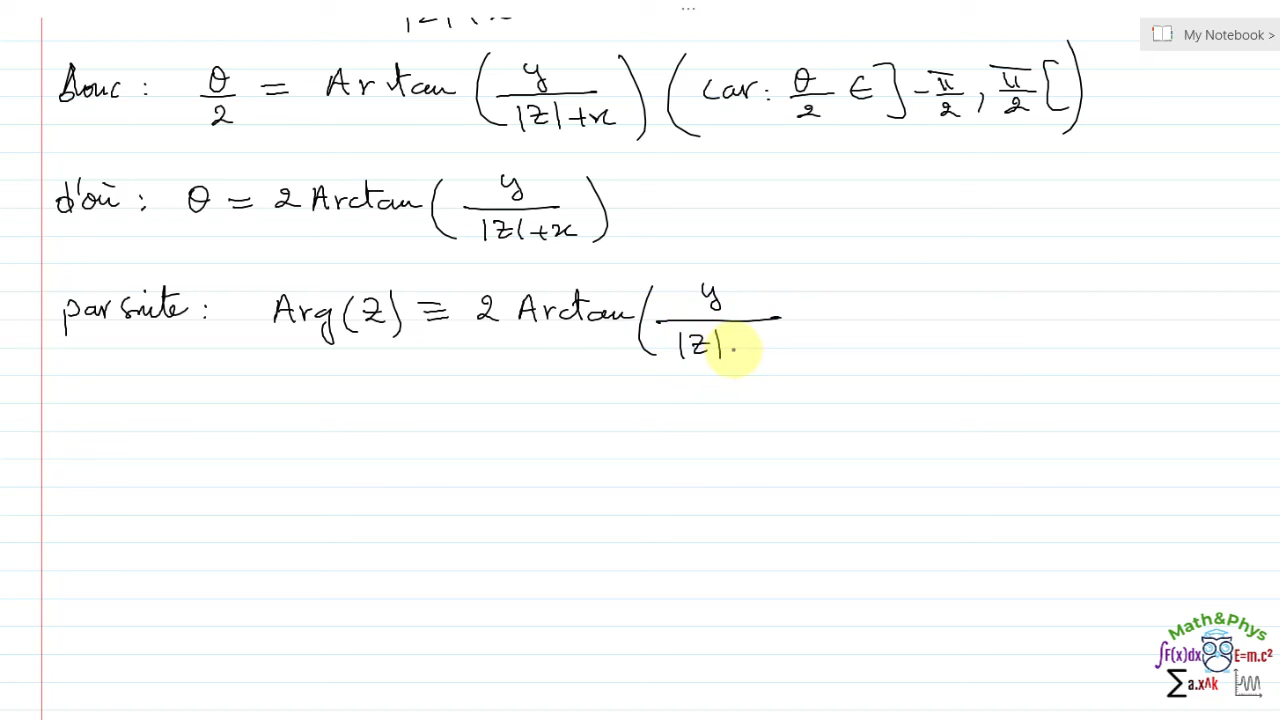 My Notebook >
Donc : θ/2 = Artan (y/(|Z|+x)) (car : θ/2 ∈ ]-π/2, π/2[)
d'où : θ = 2 Arctan (y/(|Z|+x))
par suite : Arg(Z) ≡ 2 Arctan (y/|Z|
Math&Phys
∫F(x)dx E=m.c²
∑a.x^k